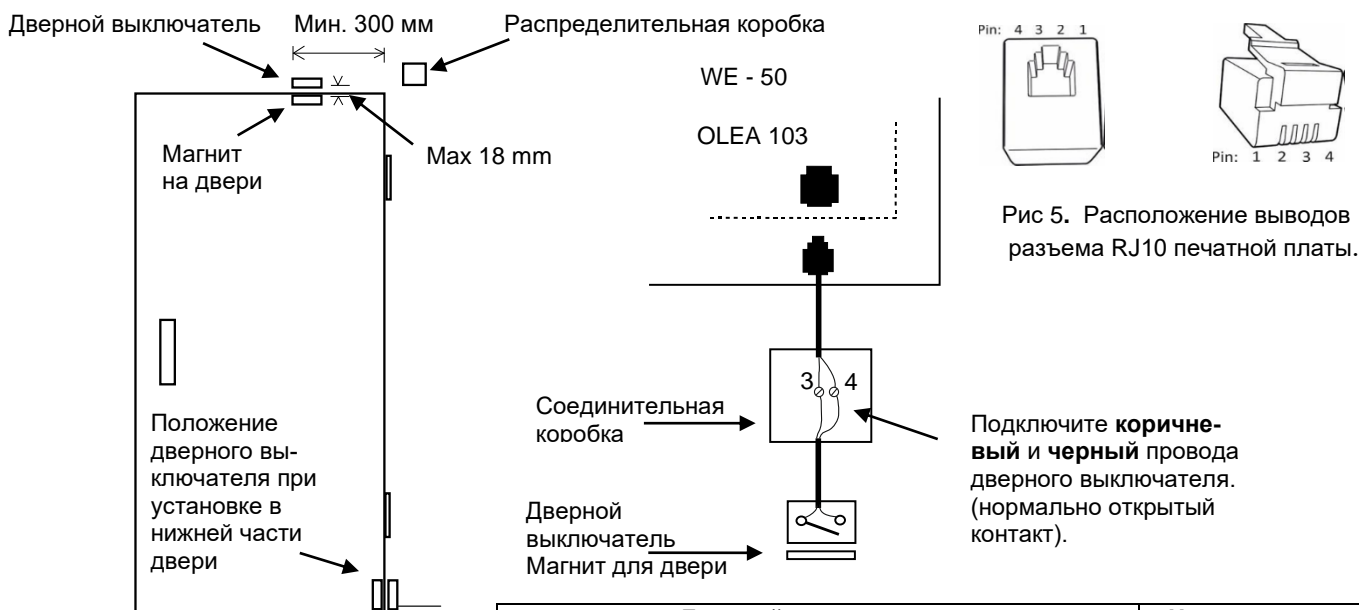 Дверной выключатель
Мин. 300 мм
Распределительная коробка
Магнит
на двери
Max 18 mm
WE - 50
OLEA 103
Pin: 4 3 2 1
Pin: 1 2 3 4
Рис 5. Расположение выводов
разъема RJ10 печатной платы.
3 4
Соединительная
коробка
Подключите коричне-
вый и черный провода
дверного выключателя.
(нормально открытый
контакт).
Положение
дверного вы-
ключателя при
установке в
нижней части
двери
Дверной
выключатель
Магнит для двери